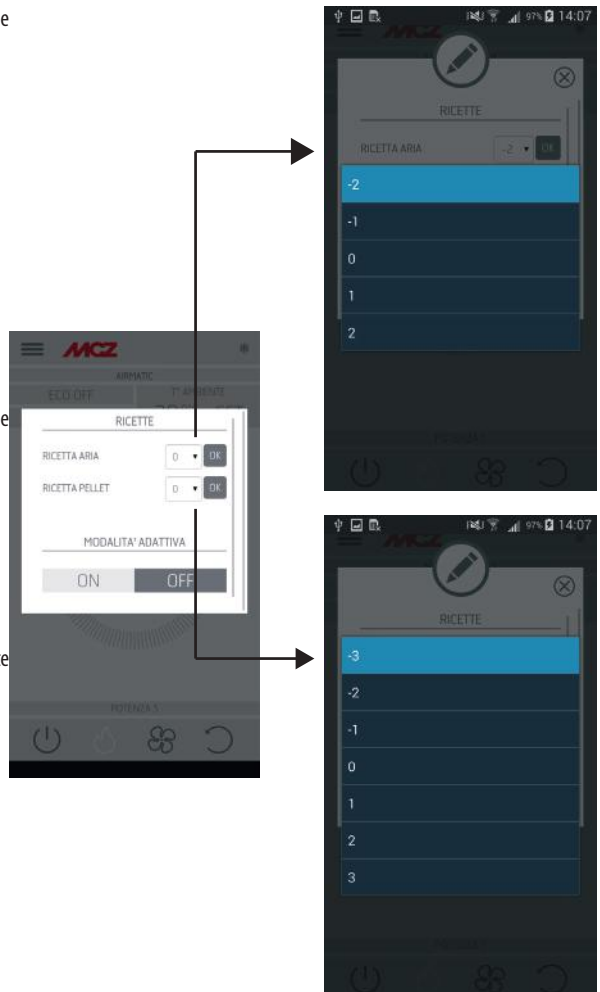 e
e
te
MCZ
AIRMATIC
ECO OFF
T° AMBIENTE
RICETTE
RICETTA ARIA 0 OK
RICETTA PELLET 0 OK
MODALITA' ADATTIVA
ON OFF
POTENZA 5
97% 14:07
MCZ
RICETTE
RICETTA ARIA -2 OK
-2
-1
0
1
2
97% 14:07
MCZ
RICETTE
-3
-2
-1
0
1
2
3